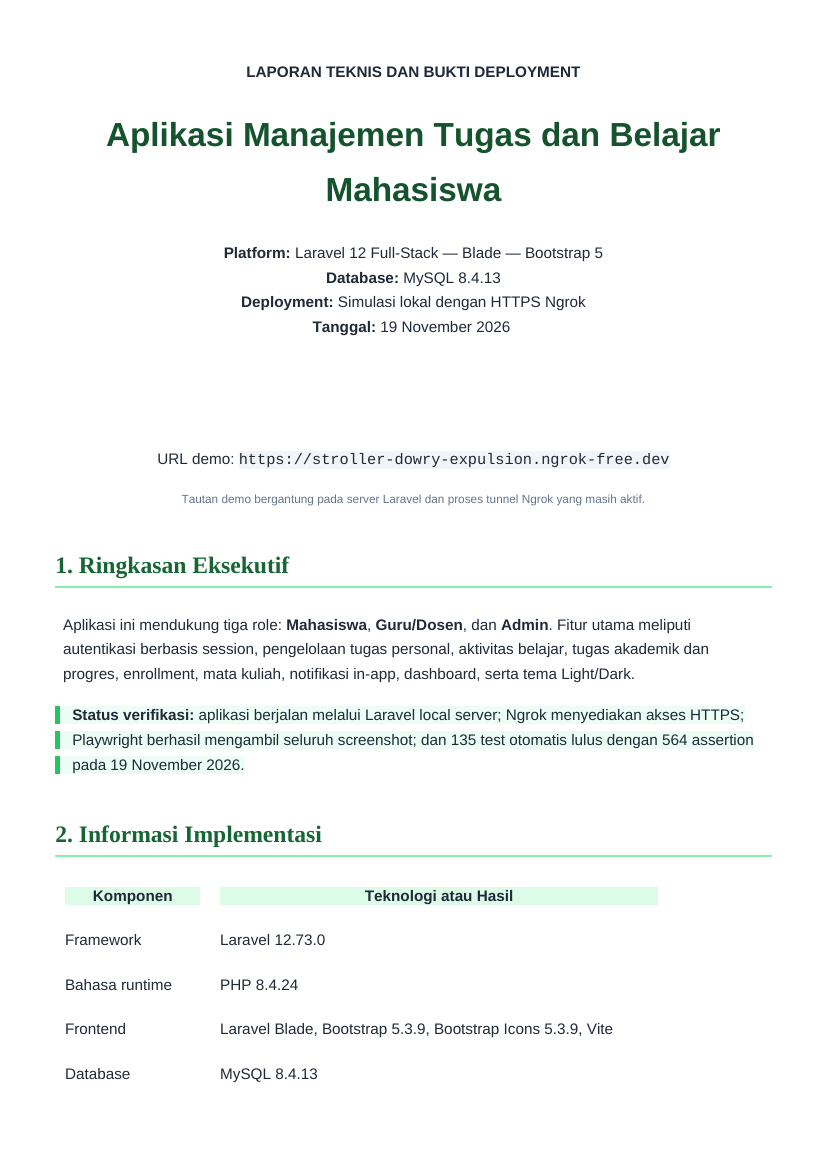 LAPORAN TEKNIS DAN BUKTI DEPLOYMENT
Aplikasi Manajemen Tugas dan Belajar
Mahasiswa
Platform: Laravel 12 Full-Stack — Blade — Bootstrap 5
Database: MySQL 8.4.13
Deployment: Simulasi lokal dengan HTTPS Ngrok
Tanggal: 19 November 2026
URL demo: https://stroller-dowry-expulsion.ngrok-free.dev
Tautan demo bergantung pada server Laravel dan proses tunnel Ngrok yang masih aktif.
1. Ringkasan Eksekutif
Aplikasi ini mendukung tiga role: Mahasiswa, Guru/Dosen, dan Admin. Fitur utama meliputi
autentikasi berbasis session, pengelolaan tugas personal, aktivitas belajar, tugas akademik dan
progres, enrollment, mata kuliah, notifikasi in-app, dashboard, serta tema Light/Dark.
Status verifikasi: aplikasi berjalan melalui Laravel local server; Ngrok menyediakan akses HTTPS;
Playwright berhasil mengambil seluruh screenshot; dan 135 test otomatis lulus dengan 564 assertion
pada 19 November 2026.
2. Informasi Implementasi
Komponen Teknologi atau Hasil
Framework Laravel 12.73.0
Bahasa runtime PHP 8.4.24
Frontend Laravel Blade, Bootstrap 5.3.9, Bootstrap Icons 5.3.9, Vite
Database MySQL 8.4.13